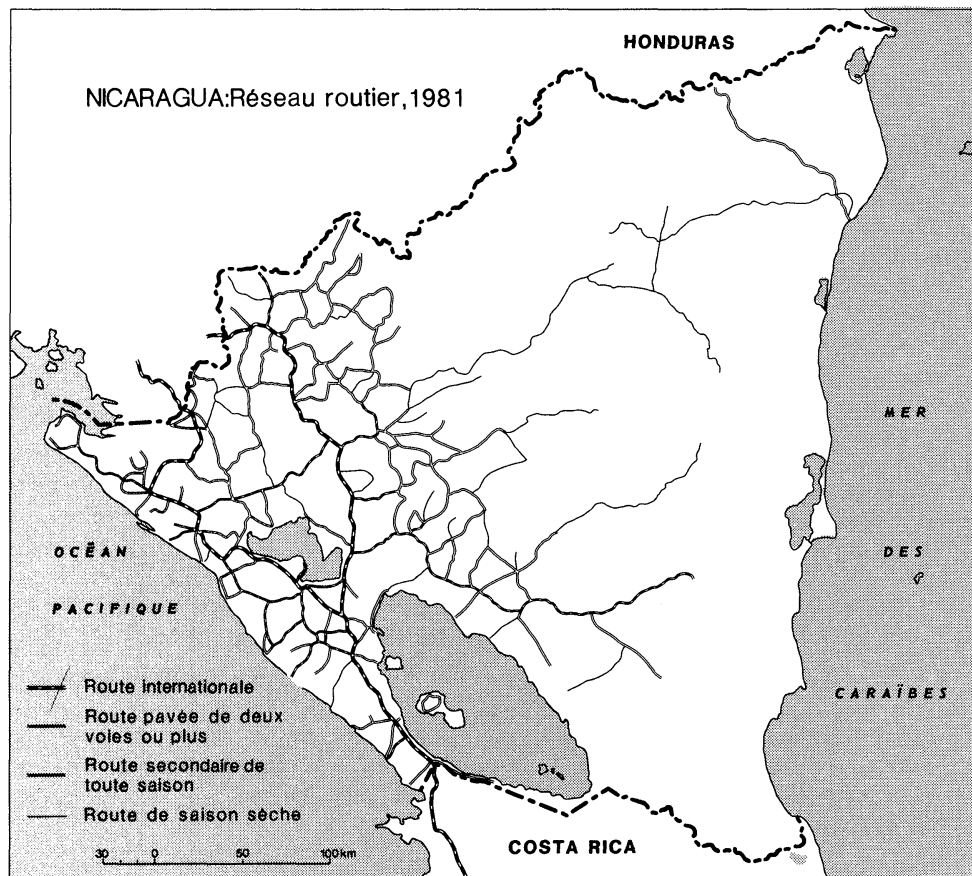 HONDURAS
NICARAGUA:Réseau routier,1981
MER
OCËAN
DES
PACIFIQUE
CARAÏBES
Route internationale
Route pavée de deux
voies ou plus
Route secondaire de
toute saison
Route de saison sèche
COSTA RICA
30 0 50 100km